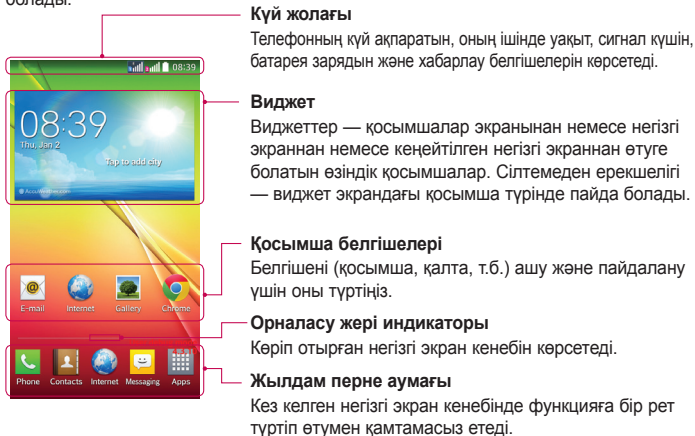 болады.
Күй жолағы
Телефонның күй ақпаратын, оның ішінде уақыт, сигнал күшін,
батарея зарядын және хабарлау белгішелерін көрсетеді.
08:39
Виджет
Виджеттер — қосымшалар экранынан немесе негізгі
экраннан немесе кеңейтілген негізгі экраннан өтуге
болатын өзіндік қосымшалар. Сілтемеден ерекшелігі
— виджет экрандағы қосымша түрінде пайда болады.
08:39
Thu, Jan 2
Tap to add city
AccuWeather.com
Қосымша белгішелері
Белгішені (қосымша, қалта, т.б.) ашу және пайдалану
үшін оны түртіңіз.
E-mail Internet Gallery Chrome
Орналасу жері индикаторы
Көріп отырған негізгі экран кенебін көрсетеді.
Жылдам перне аумағы
Кез келген негізгі экран кенебінде функцияға бір рет
түртіп өтумен қамтамасыз етеді.
Phone Contacts Internet Messaging Apps